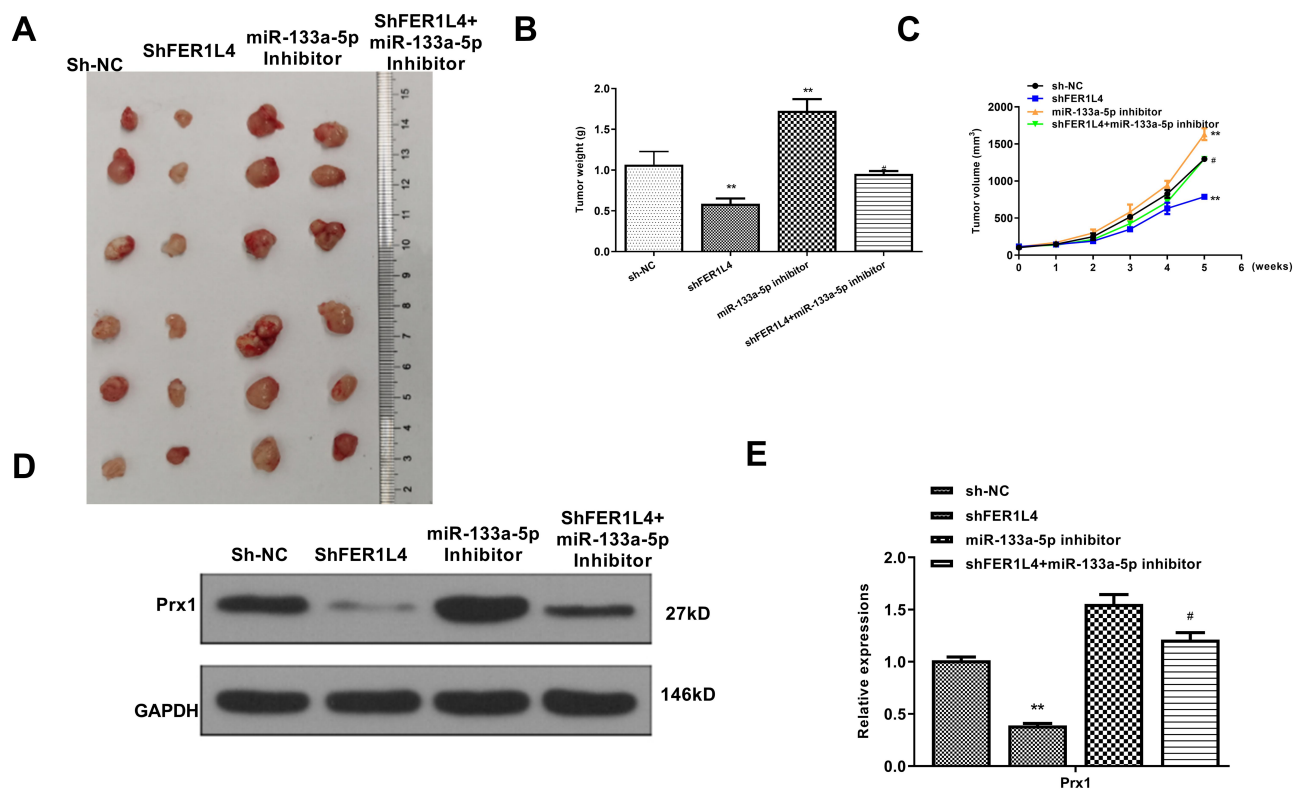 A
Sh-NC
ShFER1L4
miR-133a-5p
Inhibitor
ShFER1L4+
miR-133a-5p
Inhibitor
15
14
13
12
11
10
9
8
7
6
5
4
3
2
B
Tumor weight (g)
2.0
1.5
1.0
0.5
0.0
**
**
#
sh-NC
shFER1L4
miR-133a-5p inhibitor
shFER1L4+miR-133a-5p inhibitor
C
sh-NC
shFER1L4
miR-133a-5p inhibitor
shFER1L4+miR-133a-5p inhibitor
Tumor volume (mm3)
2000
1500
1000
500
0
**
#
**
0 1 2 3 4 5 6 (weeks)
D
Sh-NC
ShFER1L4
miR-133a-5p
Inhibitor
ShFER1L4+
miR-133a-5p
Inhibitor
Prx1
27kD
GAPDH
146kD
E
sh-NC
shFER1L4
miR-133a-5p inhibitor
shFER1L4+miR-133a-5p inhibitor
Relative expressions
2.0
1.5
1.0
0.5
0.0
**
#
Prx1